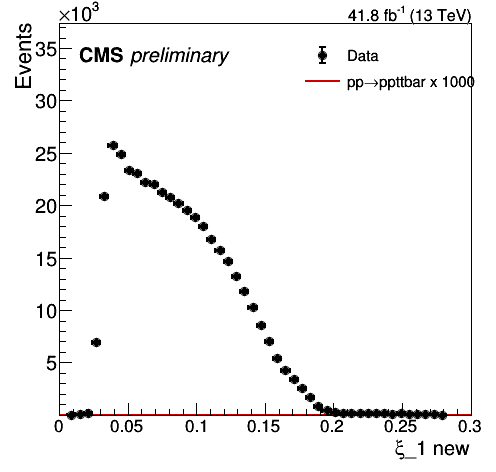 ×10³
41.8 fb⁻¹ (13 TeV)
Events
CMS preliminary
Data
pp→ppttbar x 1000
35
30
25
20
15
10
5
0 0.05 0.1 0.15 0.2 0.25 0.3
ξ_1 new